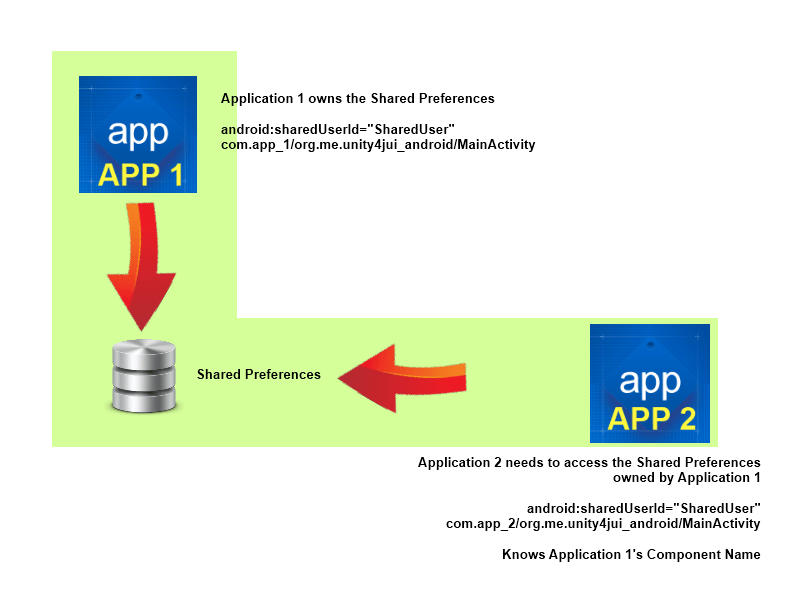 app
APP 1
Application 1 owns the Shared Preferences
android:sharedUserId="SharedUser"
com.app_1/org.me.unity4jui_android/MainActivity
Shared Preferences
app
APP 2
Application 2 needs to access the Shared Preferences
owned by Application 1
android:sharedUserId="SharedUser"
com.app_2/org.me.unity4jui_android/MainActivity
Knows Application 1's Component Name